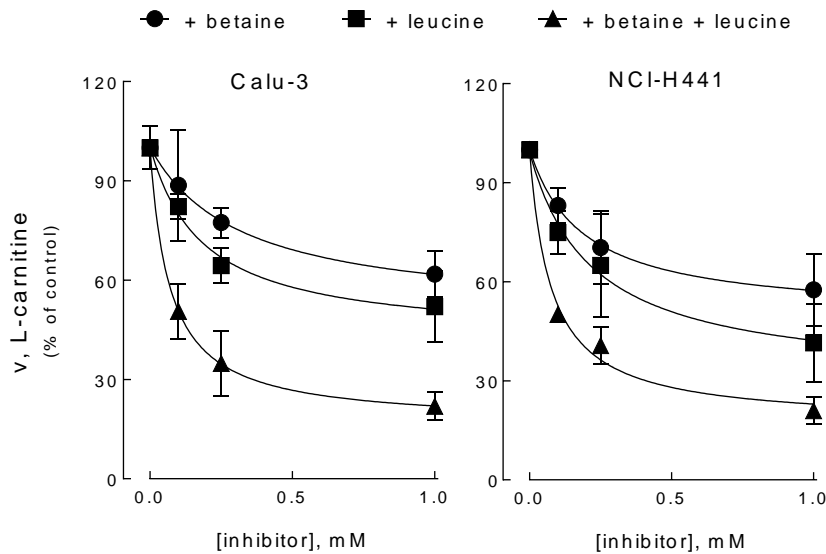 + betaine + leucine + betaine + leucine
Calu-3 NCI-H441
120 120
90 90
60 60
30 30
0 0
0.0 0.5 1.0 0.0 0.5 1.0
[inhibitor], mM [inhibitor], mM
v, L-carnitine
(% of control)